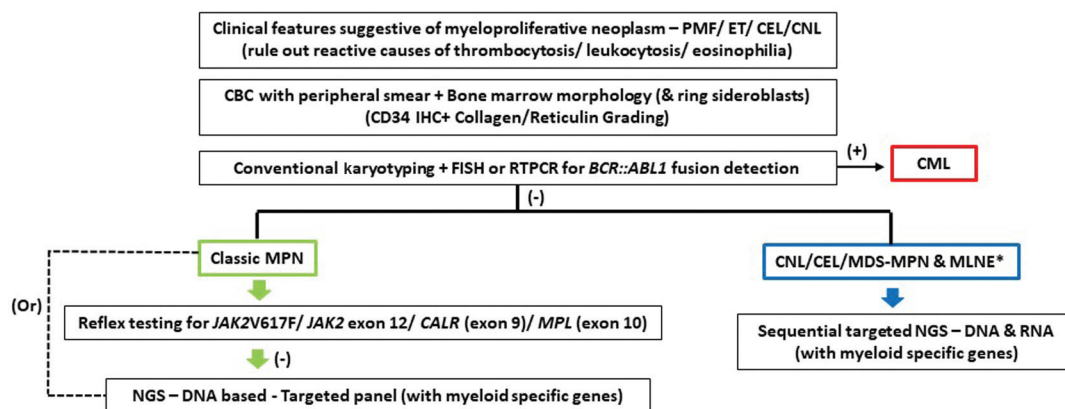 Clinical features suggestive of myeloproliferative neoplasm – PMF/ ET/ CEL/CNL
(rule out reactive causes of thrombocytosis/ leukocytosis/ eosinophilia)
CBC with peripheral smear + Bone marrow morphology (& ring sideroblasts)
(CD34 IHC+ Collagen/Reticulin Grading)
Conventional karyotyping + FISH or RTPCR for BCR::ABL1 fusion detection
(+)
CML
(-)
Classic MPN
CNL/CEL/MDS-MPN & MLNE*
(Or)
Reflex testing for JAK2V617F/ JAK2 exon 12/ CALR (exon 9)/ MPL (exon 10)
Sequential targeted NGS – DNA & RNA
(with myeloid specific genes)
(-)
NGS – DNA based - Targeted panel (with myeloid specific genes)